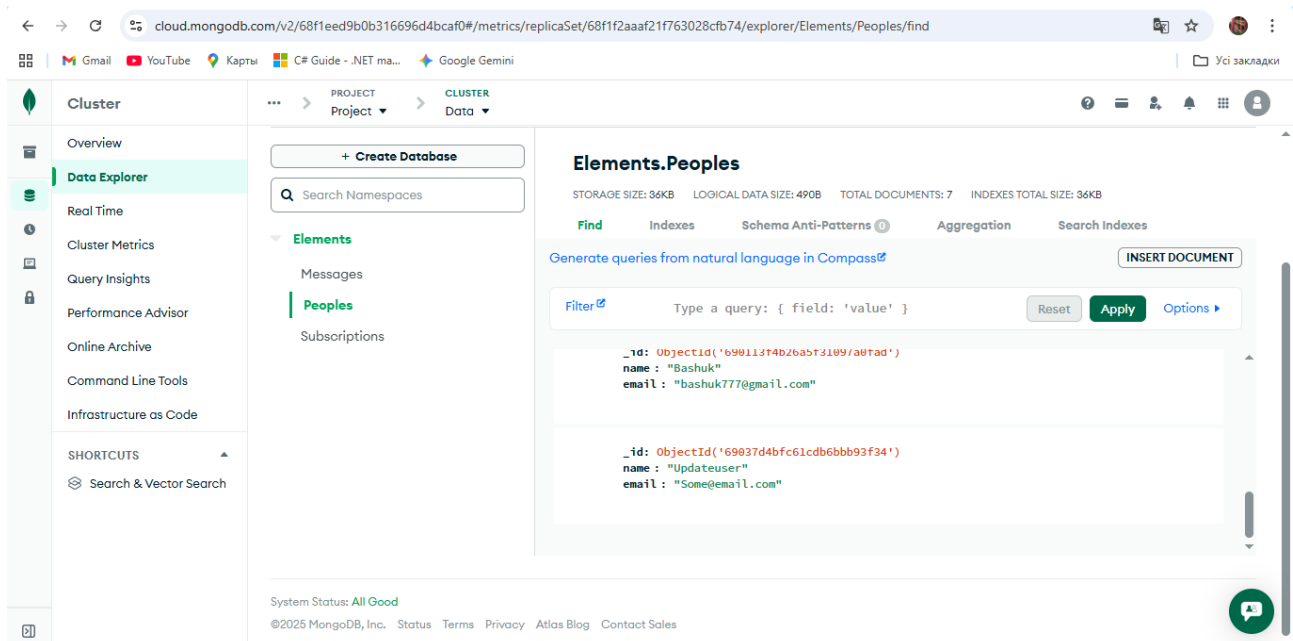 cloud.mongodb.com/v2/68f1eed9b0b316696d4bcaf0#/metrics/replicaSet/68f1f2aaaf21f763028cfb74/explorer/Elements/Peoples/find
Gmail YouTube Карты C# Guide - .NET ma... Google Gemini Усі закладки
Cluster
... PROJECT CLUSTER
Project Data
Overview
Data Explorer
Real Time
Cluster Metrics
Query Insights
Performance Advisor
Online Archive
Command Line Tools
Infrastructure as Code
SHORTCUTS
Search & Vector Search
+ Create Database
Search Namespaces
Elements
Messages
Peoples
Subscriptions
Elements.Peoples
STORAGE SIZE: 36KB LOGICAL DATA SIZE: 490B TOTAL DOCUMENTS: 7 INDEXES TOTAL SIZE: 36KB
Find Indexes Schema Anti-Patterns 0 Aggregation Search Indexes
Generate queries from natural language in Compass
INSERT DOCUMENT
Filter Type a query: { field: 'value' } Reset Apply Options
_id: ObjectId('690113f4b26a5f31097a0fad')
name : "Bashuk"
email : "bashuk777@gmail.com"
_id: ObjectId('69037d4bfc61cdb6bbb93f34')
name : "Updateuser"
email : "Some@email.com"
System Status: All Good
©2025 MongoDB, Inc. Status Terms Privacy Atlas Blog Contact Sales